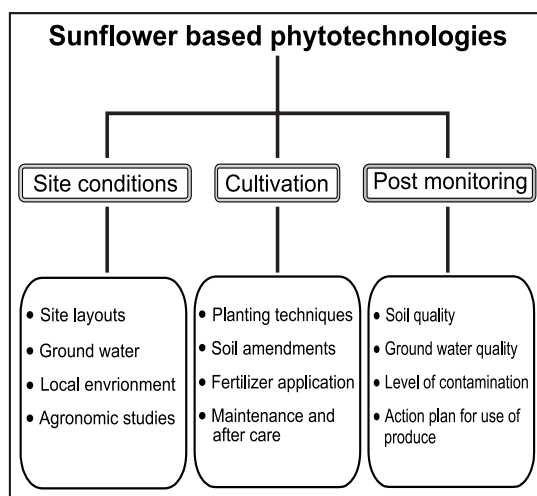 Sunflower based phytotechnologies
Site conditions
Cultivation
Post monitoring
• Site layouts
• Ground water
• Local envrionment
• Agronomic studies
• Planting techniques
• Soil amendments
• Fertilizer application
• Maintenance and
after care
• Soil quality
• Ground water quality
• Level of contamination
• Action plan for use of
produce